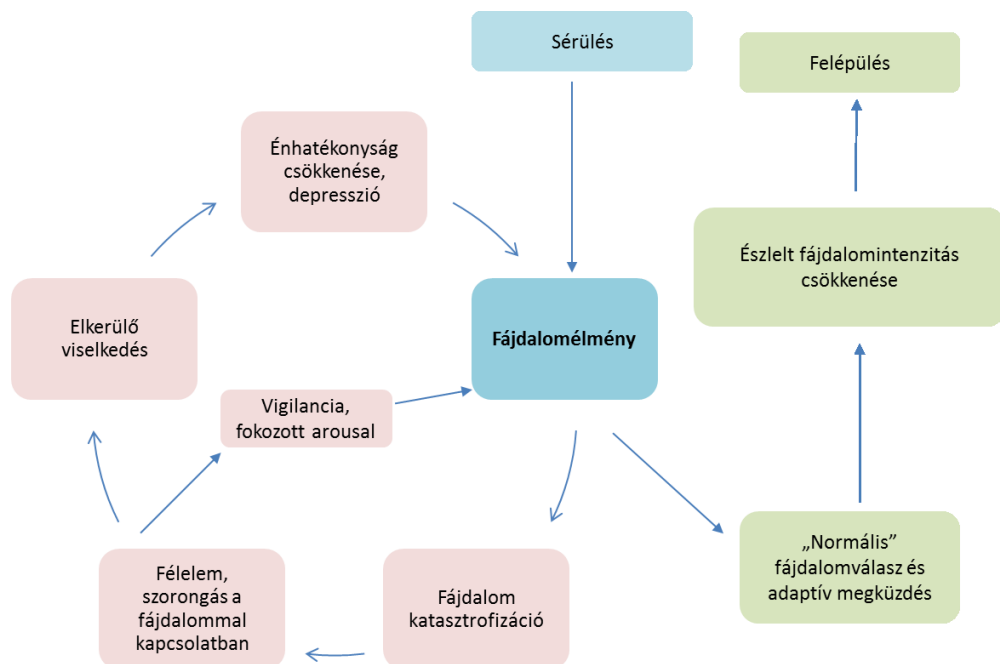 Sérülés
Felépülés
Énhatékonyság
csökkenése,
depresszió
Észlelt fájdalomintenzitás
csökkenése
Elkerülő
viselkedés
Fájdalomélmény
Vigilancia,
fokozott arousal
„Normális”
fájdalomválasz és
adaptív megküzdés
Félelem,
szorongás a
fájdalommal
kapcsolatban
Fájdalom
katasztrofizáció